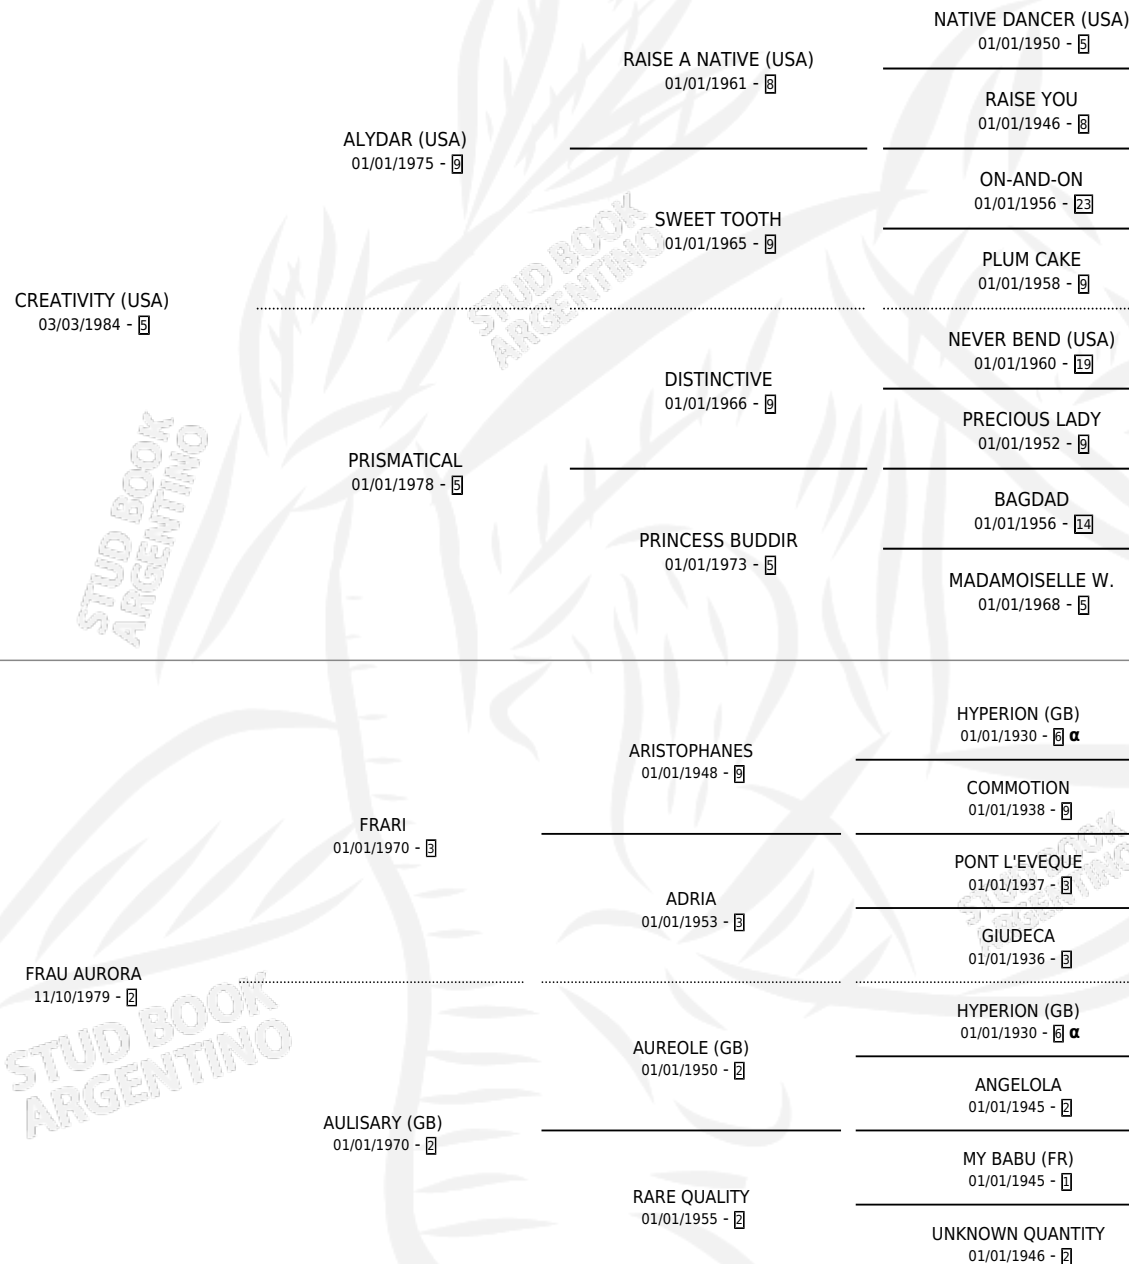 NATIVE DANCER (USA)
01/01/1950 - 5
RAISE A NATIVE (USA)
01/01/1961 - 8
RAISE YOU
01/01/1946 - 8
ALYDAR (USA)
01/01/1975 - 9
ON-AND-ON
01/01/1956 - 23
SWEET TOOTH
01/01/1965 - 9
PLUM CAKE
01/01/1958 - 9
CREATIVITY (USA)
03/03/1984 - 5
NEVER BEND (USA)
01/01/1960 - 19
DISTINCTIVE
01/01/1966 - 9
PRECIOUS LADY
01/01/1952 - 9
PRISMATICAL
01/01/1978 - 5
BAGDAD
01/01/1956 - 14
PRINCESS BUDDIR
01/01/1973 - 5
MADAMOISELLE W.
01/01/1968 - 5
STUD BOOK
ARGENTINO
STUD BOOK
ARGENTINO
HYPERION (GB)
01/01/1930 - 6 α
ARISTOPHANES
01/01/1948 - 9
COMMOTION
01/01/1938 - 9
FRARI
01/01/1970 - 3
PONT L'EVEQUE
01/01/1937 - 3
ADRIA
01/01/1953 - 3
GIUDECA
01/01/1936 - 3
FRAU AURORA
11/10/1979 - 2
HYPERION (GB)
01/01/1930 - 6 α
AUREOLE (GB)
01/01/1950 - 2
ANGELOLA
01/01/1945 - 2
AULISARY (GB)
01/01/1970 - 2
MY BABU (FR)
01/01/1945 - 1
RARE QUALITY
01/01/1955 - 2
UNKNOWN QUANTITY
01/01/1946 - 2
STUD BOOK
ARGENTINO
STUD BOOK
ARGENTINO